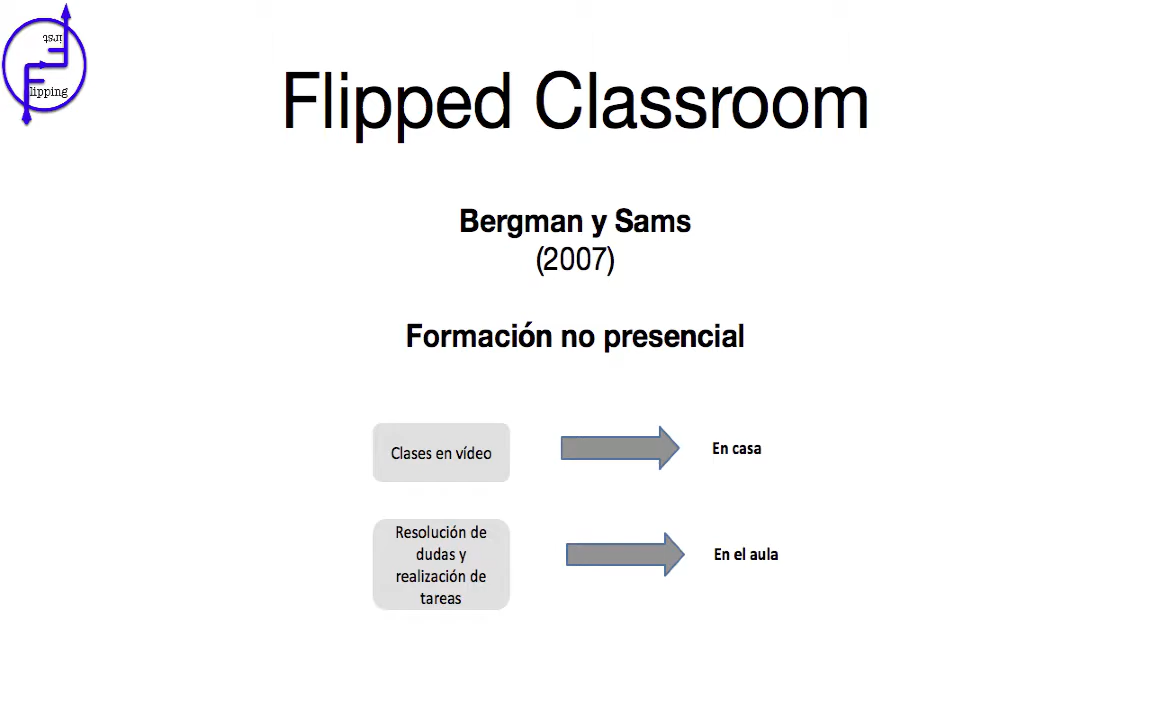 irst
lipping
Flipped Classroom
Bergman y Sams
(2007)
Formación no presencial
Clases en vídeo
En casa
Resolución de
dudas y
realización de
tareas
En el aula